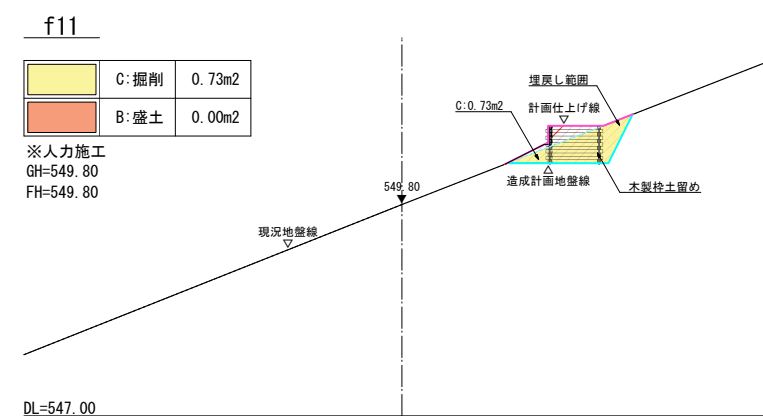 f11
C:掘削 0.73m2
B:盛土 0.00m2
※人力施工
GH=549.80
FH=549.80
埋戻し範囲
C:0.73m2
計画仕上げ線
造成計画地盤線
木製枠土留め
549.80
現況地盤線
DL=547.00